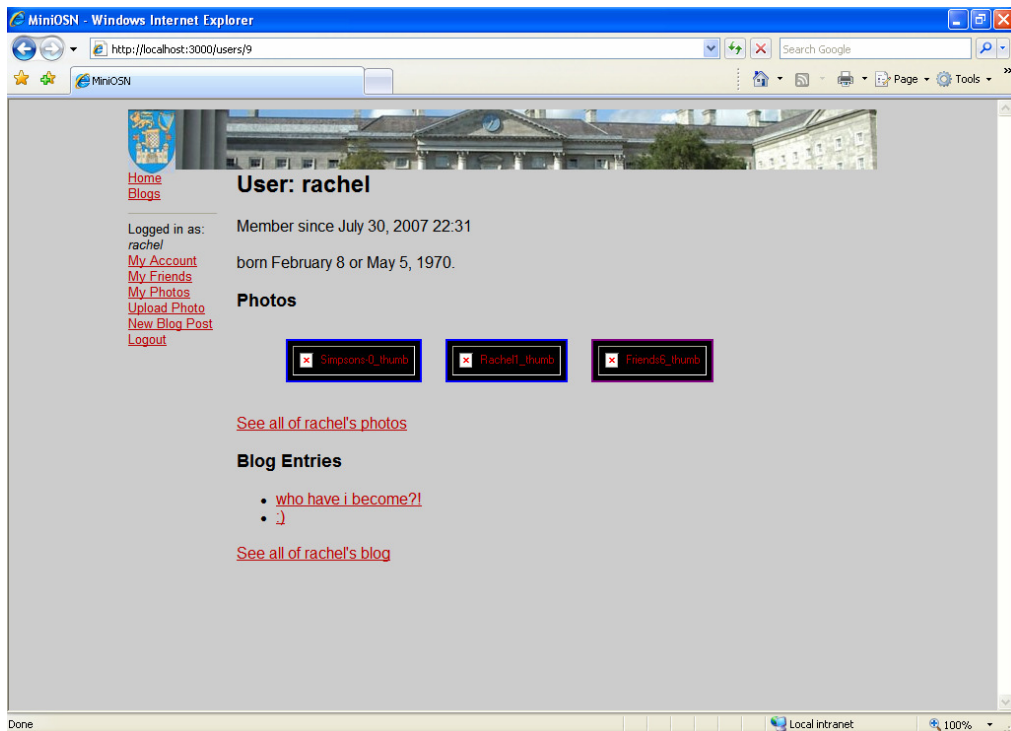 MiniOSN - Windows Internet Explorer
http://localhost:3000/users/9
Search Google
MiniOSN
Page
Tools
»
Home
Blogs
Logged in as:
rachel
My Account
My Friends
My Photos
Upload Photo
New Blog Post
Logout
User: rachel
Member since July 30, 2007 22:31
born February 8 or May 5, 1970.
Photos
Simpsons-0_thumb Rachel1_thumb Friends6_thumb
See all of rachel's photos
Blog Entries
• who have i become?!
• :)
See all of rachel's blog
Done
Local intranet
100%